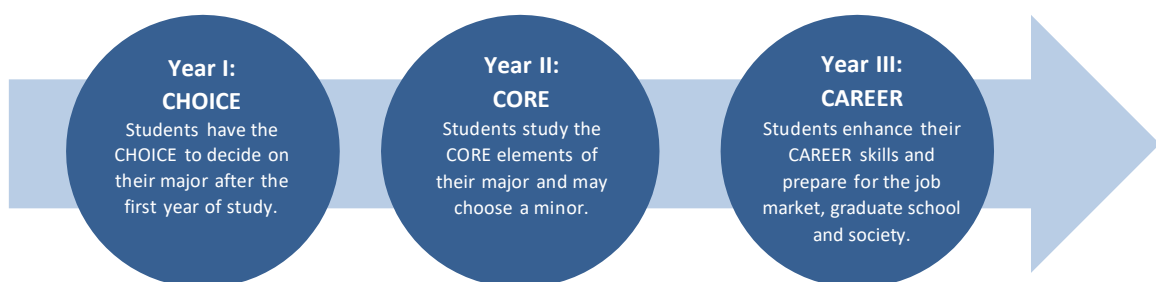 Year I:
CHOICE
Students have the
CHOICE to decide on
their major after the
first year of study.
Year II:
CORE
Students study the
CORE elements of
their major and may
choose a minor.
Year III:
CAREER
Students enhance their
CAREER skills and
prepare for the job
market, graduate school
and society.